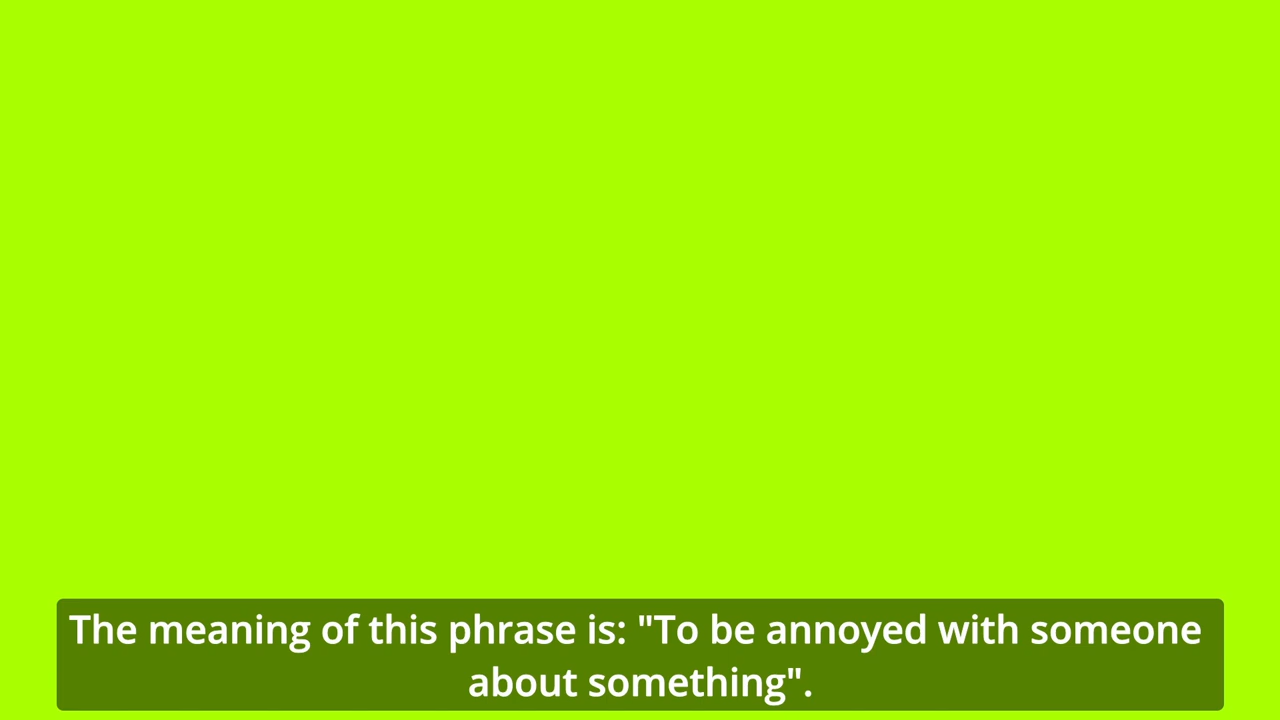 The meaning of this phrase is: "To be annoyed with someone
about something".